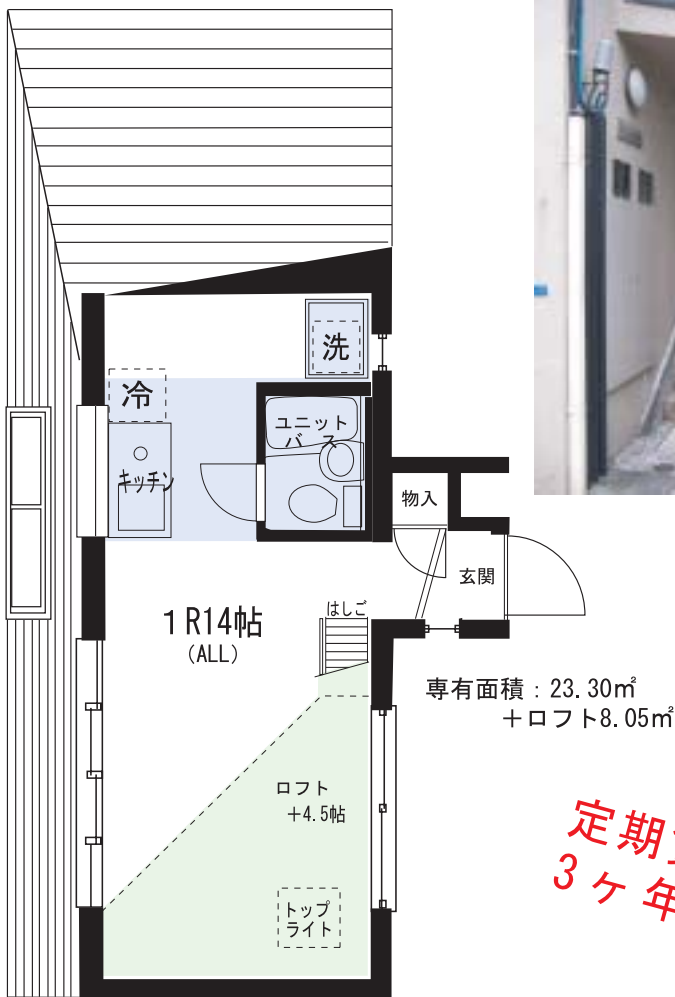 洗
冷
ユニット
バス
キッチン
物入
玄関
はしご
1R14帖
(ALL)
専有面積：23.30㎡
＋ロフト8.05㎡
ロフト
+4.5帖
トップ
ライト
定期
3ヶ年